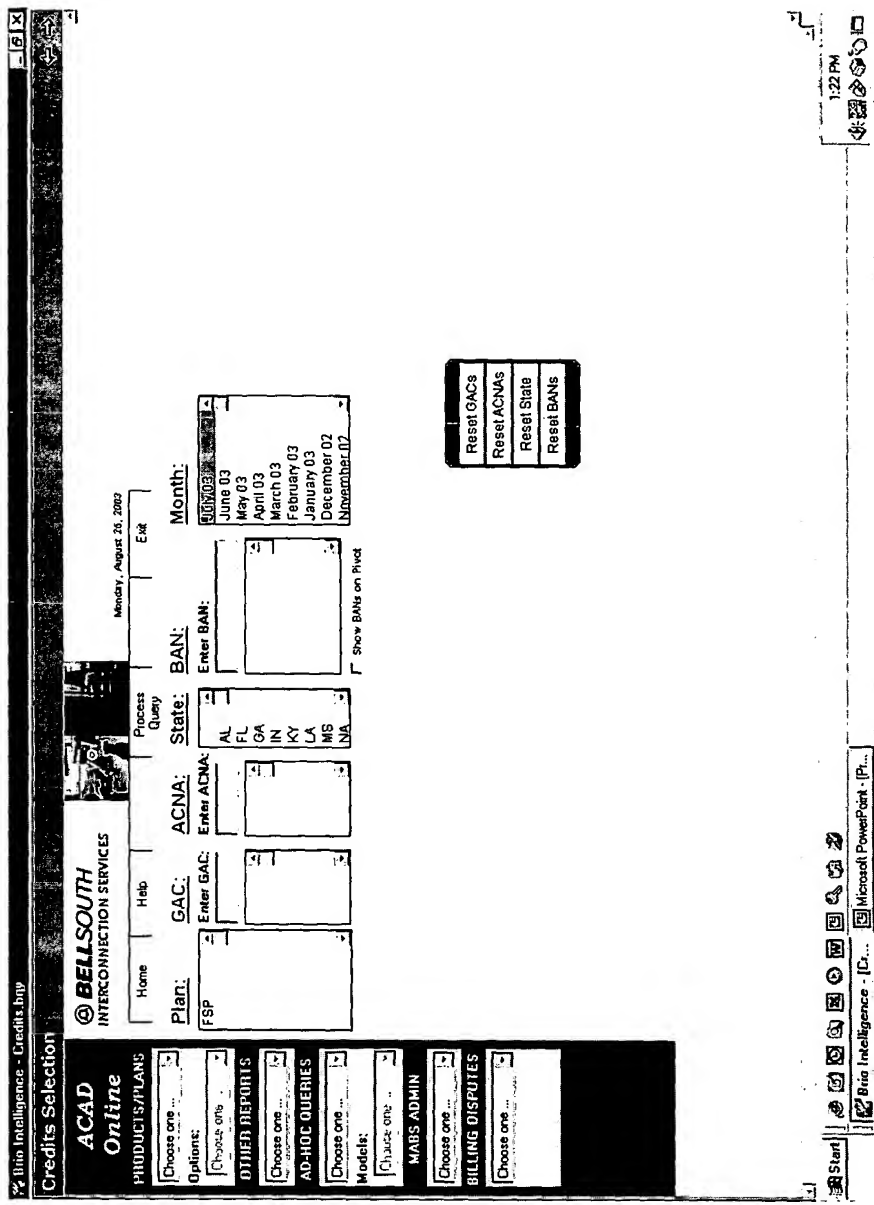 Brio Intelligence - Credits.bqy
Credits Selection
ACAD
Online
PRODUCTS/PLANS
Choose one ...
Options:
Choose one ...
OTHER REPORTS
Choose one ...
AD-HOC QUERIES
Choose one ...
Models:
Choose one ...
MABS ADMIN
Choose one ...
BILLING DISPUTES
Choose one ...
BELLSOUTH
INTERCONNECTION SERVICES
Monday, August 25, 2003
Home Help Process Query Exit
Plan: GAC: ACNA: State: BAN: Month:
Enter GAC: Enter ACNA: Enter BAN:
FSP
AL
FL
GA
IN
KY
LA
MS
NA
Show BANs on Pivot
July 03
June 03
May 03
April 03
March 03
February 03
January 03
December 02
November 02
Reset GACs
Reset ACNAs
Reset State
Reset BANs
Start
Brio Intelligence - [Cr...
Microsoft PowerPoint - [Pr...
1:22 PM